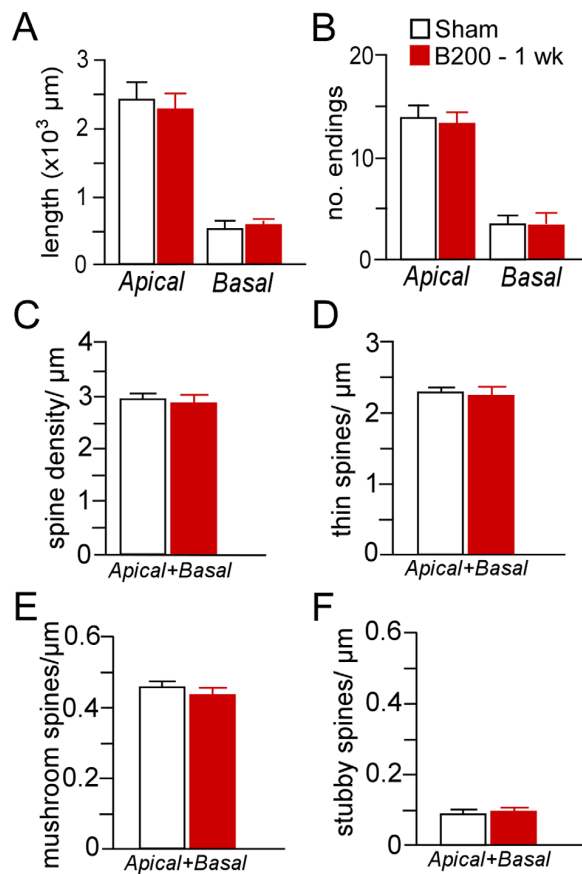 A
length (x10³ µm)
3
2
1
0
Apical
Basal
B
Sham
B200 - 1 wk
no. endings
20
10
0
Apical
Basal
C
spine density/ µm
4
3
2
1
0
Apical+Basal
D
thin spines/ µm
3
2
1
0
Apical+Basal
E
mushroom spines/µm
0.6
0.4
0.2
0
Apical+Basal
F
stubby spines/ µm
0.6
0.4
0.2
0
Apical+Basal